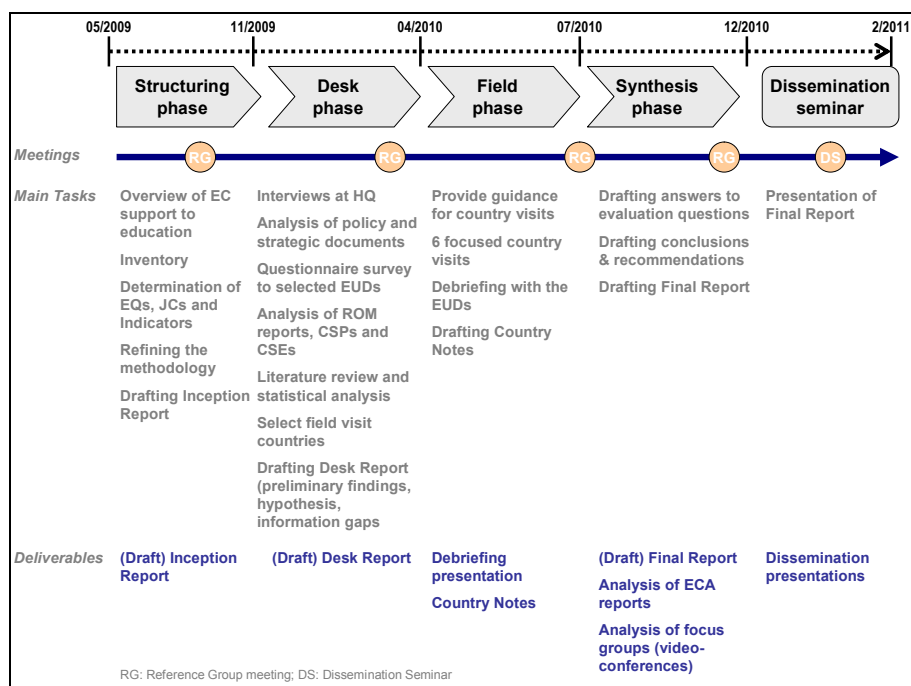 05/2009 11/2009 04/2010 07/2010 12/2010 2/2011
Structuring
phase
Desk
phase
Field
phase
Synthesis
phase
Dissemination
seminar
Meetings
RG RG RG RG DS
Main Tasks
Overview of EC
support to
education
Inventory
Determination of
EQs, JCs and
Indicators
Refining the
methodology
Drafting Inception
Report
Interviews at HQ
Analysis of policy and
strategic documents
Questionnaire survey
to selected EUDs
Analysis of ROM
reports, CSPs and
CSEs
Literature review and
statistical analysis
Select field visit
countries
Drafting Desk Report
(preliminary findings,
hypothesis,
information gaps
Provide guidance
for country visits
6 focused country
visits
Debriefing with the
EUDs
Drafting Country
Notes
Drafting answers to
evaluation questions
Drafting conclusions
& recommendations
Drafting Final Report
Presentation of
Final Report
Deliverables
(Draft) Inception
Report
(Draft) Desk Report
Debriefing
presentation
Country Notes
(Draft) Final Report
Analysis of ECA
reports
Analysis of focus
groups (video-
conferences)
Dissemination
presentations
RG: Reference Group meeting; DS: Dissemination Seminar